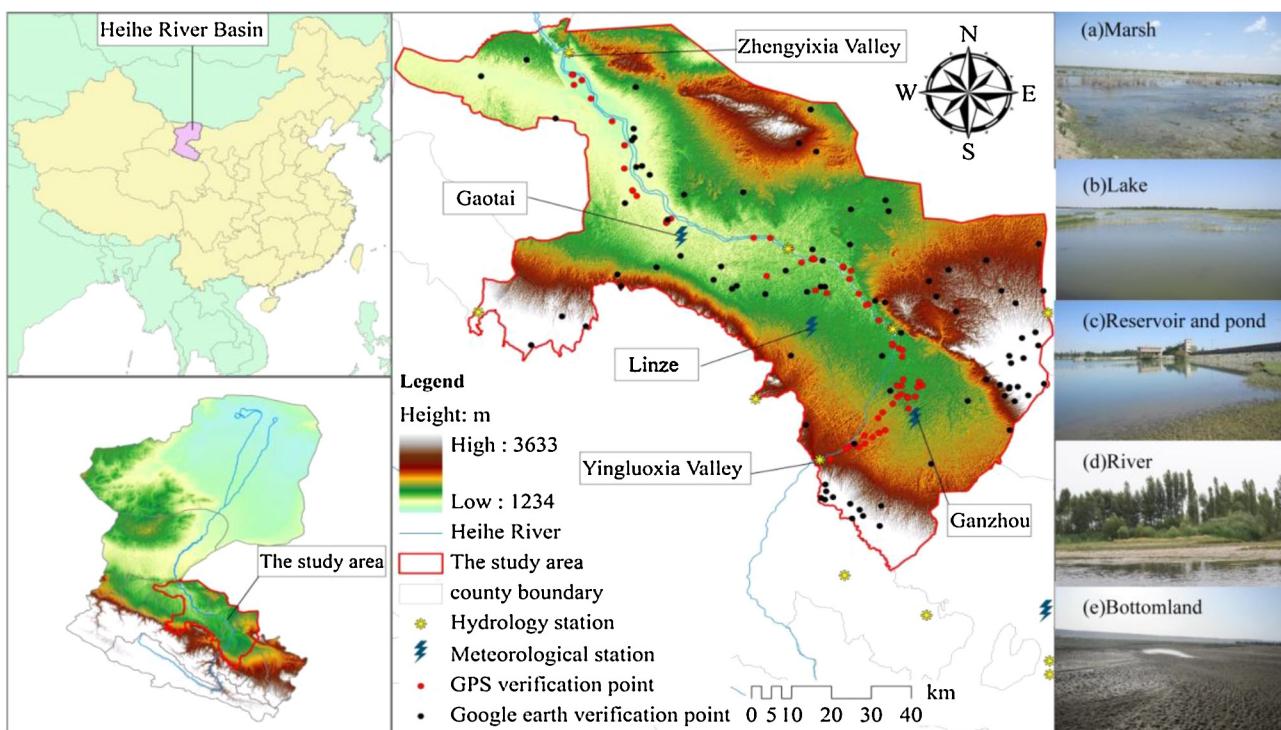 Heihe River Basin
The study area
Zhengyixia Valley
N
W
E
S
Gaotai
Linze
Yingluoxia Valley
Ganzhou
Legend
Height: m
High : 3633
Low : 1234
Heihe River
The study area
county boundary
Hydrology station
Meteorological station
GPS verification point
Google earth verification point
km
0 5 10 20 30 40
(a)Marsh
(b)Lake
(c)Reservoir and pond
(d)River
(e)Bottomland